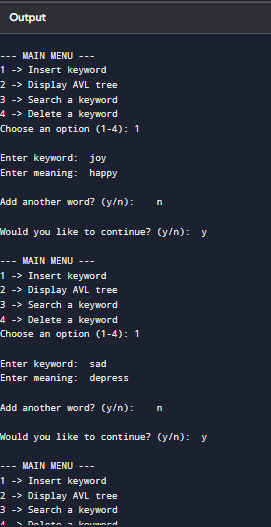 Output
--- MAIN MENU ---
1 -> Insert keyword
2 -> Display AVL tree
3 -> Search a keyword
4 -> Delete a keyword
Choose an option (1-4): 1
Enter keyword: joy
Enter meaning: happy
Add another word? (y/n): n
Would you like to continue? (y/n): y
--- MAIN MENU ---
1 -> Insert keyword
2 -> Display AVL tree
3 -> Search a keyword
4 -> Delete a keyword
Choose an option (1-4): 1
Enter keyword: sad
Enter meaning: depress
Add another word? (y/n): n
Would you like to continue? (y/n): y
--- MAIN MENU ---
1 -> Insert keyword
2 -> Display AVL tree
3 -> Search a keyword
4 -> Delete a keyword